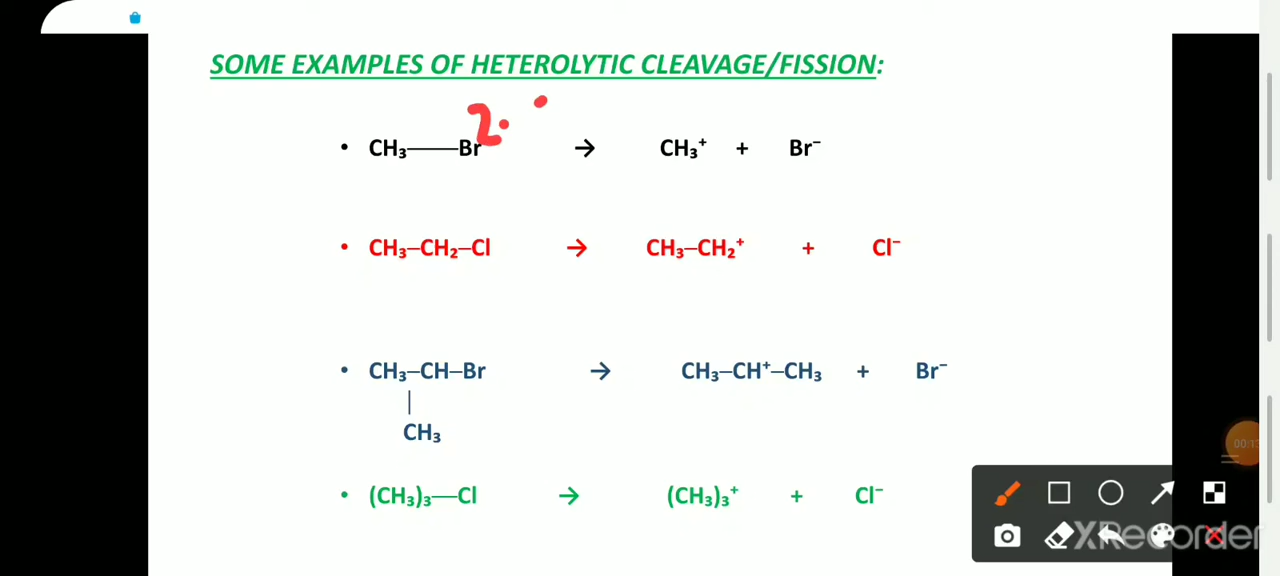 SOME EXAMPLES OF HETEROLYTIC CLEAVAGE/FISSION:
2.
• CH₃──Br → CH₃⁺ + Br⁻
• CH₃–CH₂–Cl → CH₃–CH₂⁺ + Cl⁻
• CH₃–CH–Br → CH₃–CH⁺–CH₃ + Br⁻
|
CH₃
• (CH₃)₃—Cl → (CH₃)₃⁺ + Cl⁻
XRecorder